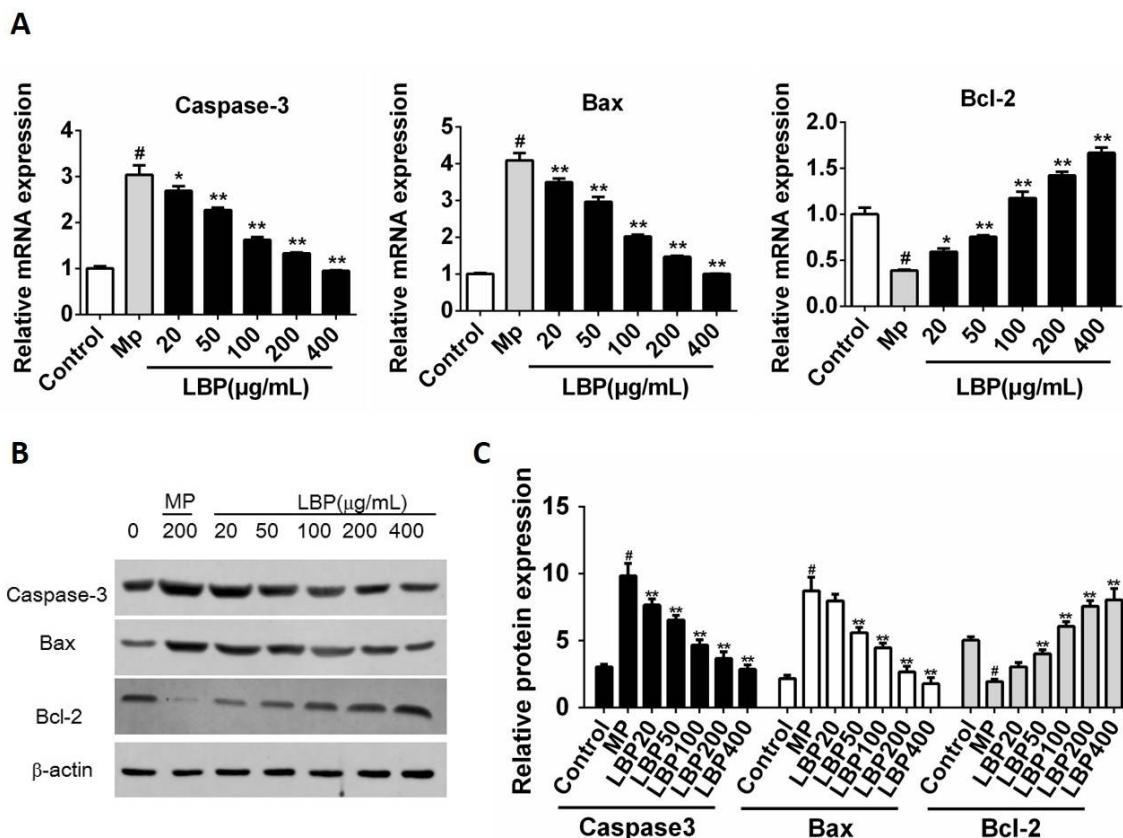 A
Caspase-3
Relative mRNA expression
4
3
2
1
0
#
*
**
**
**
**
Control
Mp
20
50
100
200
400
LBP(µg/mL)
Bax
Relative mRNA expression
5
4
3
2
1
0
#
**
**
**
**
**
Control
Mp
20
50
100
200
400
LBP(µg/mL)
Bcl-2
Relative mRNA expression
2.0
1.5
1.0
0.5
0.0
#
*
**
**
**
**
Control
Mp
20
50
100
200
400
LBP(µg/mL)
B
MP LBP(µg/mL)
0 200 20 50 100 200 400
Caspase-3
Bax
Bcl-2
β-actin
C
Relative protein expression
15
10
5
0
#
**
**
**
**
**
#
**
**
**
**
#
**
**
**
**
Control
MP
LBP20
LBP50
LBP100
LBP200
LBP400
Control
MP
LBP20
LBP50
LBP100
LBP200
LBP400
Control
MP
LBP20
LBP50
LBP100
LBP200
LBP400
Caspase3
Bax
Bcl-2